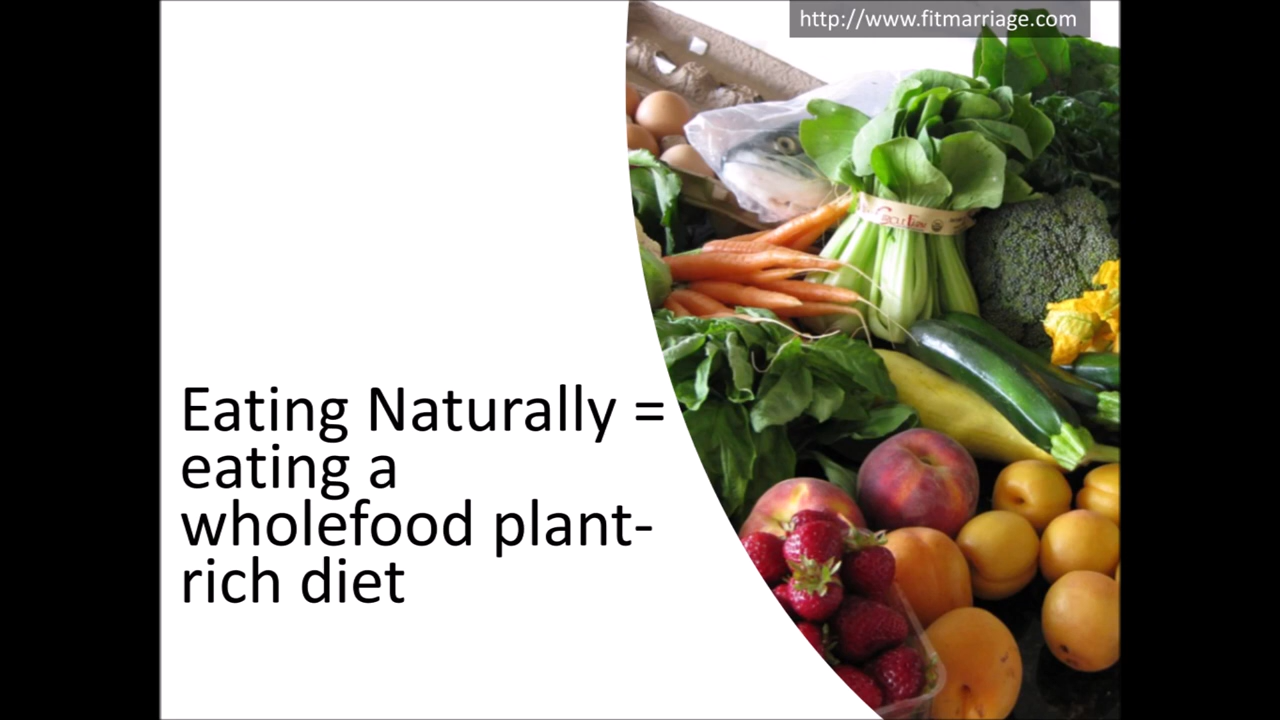 http://www.fitmarriage.com
Eating Naturally =
eating a
wholefood plant-
rich diet